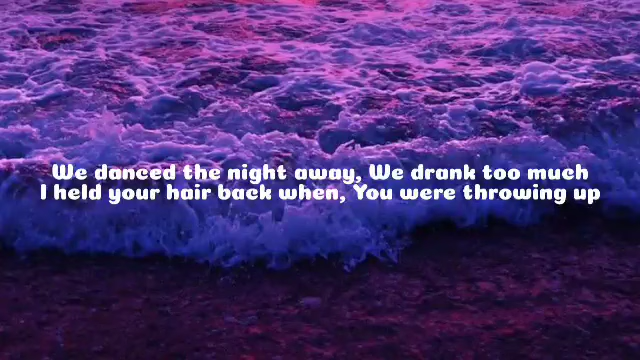 We danced the night away, We drank too much
I held your hair back when, You were throwing up